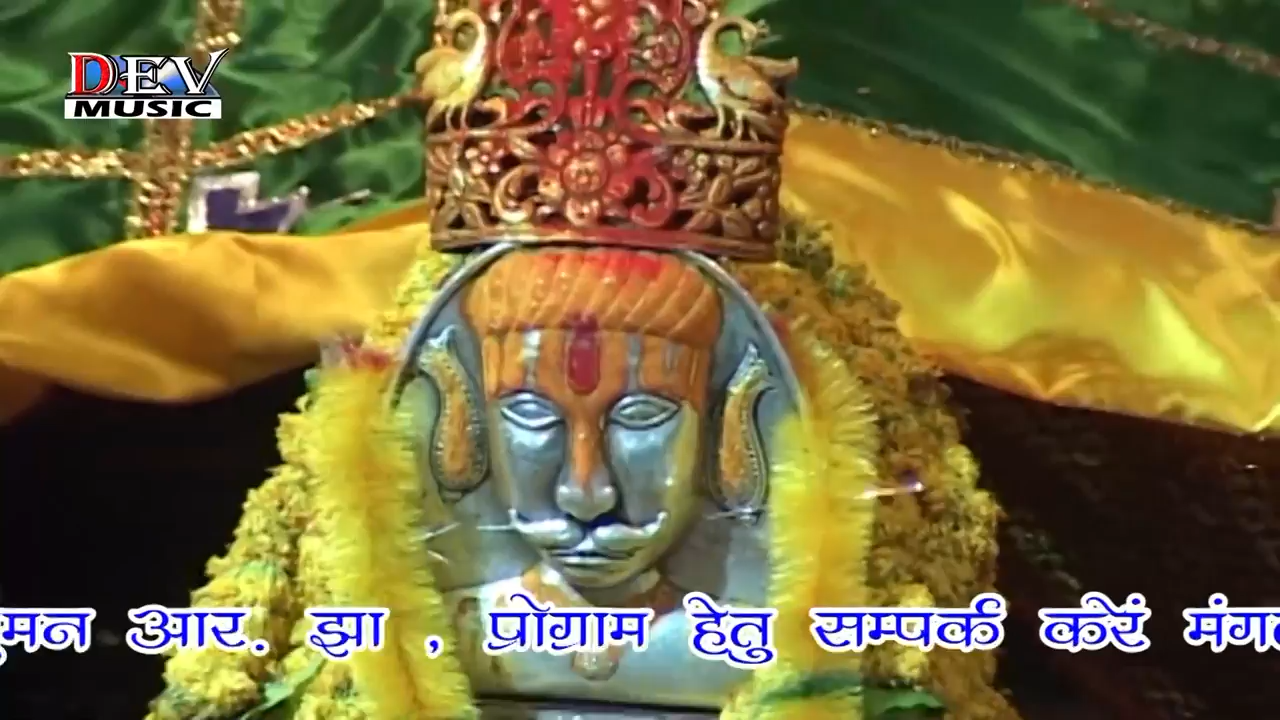 DEV
MUSIC
सुमन आर. झा , प्रोग्राम हेतु सम्पर्क करें